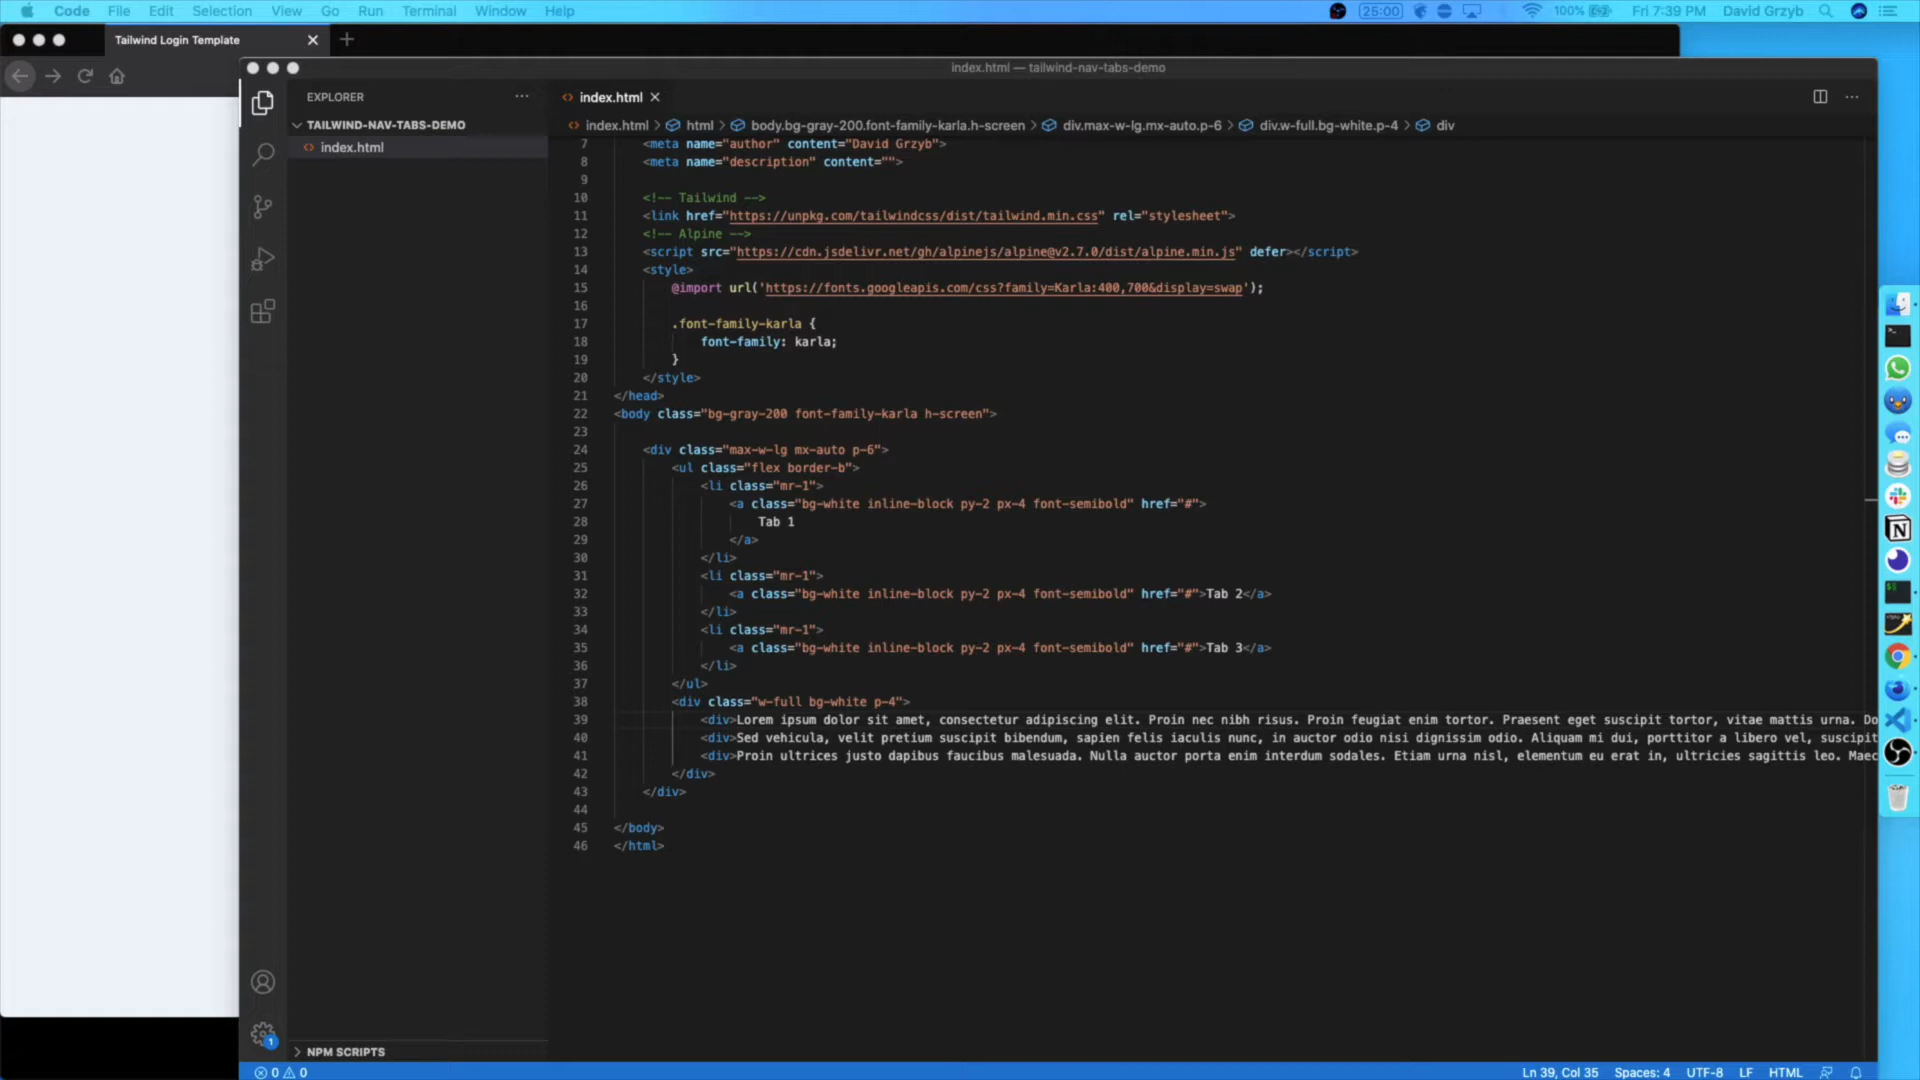 Code File Edit Selection View Go Run Terminal Window Help 25:00 100% Fri 7:39 PM David Grzyb
Tailwind Login Template
index.html — tailwind-nav-tabs-demo
EXPLORER
index.html
TAILWIND-NAV-TABS-DEMO
index.html
index.html > html > body.bg-gray-200.font-family-karla.h-screen > div.max-w-lg.mx-auto.p-6 > div.w-full.bg-white.p-4 > div
7 <meta name="author" content="David Grzyb">
8 <meta name="description" content="">
9
10 <!-- Tailwind -->
11 <link href="https://unpkg.com/tailwindcss/dist/tailwind.min.css" rel="stylesheet">
12 <!-- Alpine -->
13 <script src="https://cdn.jsdelivr.net/gh/alpinejs/alpine@v2.7.0/dist/alpine.min.js" defer></script>
14 <style>
15 @import url('https://fonts.googleapis.com/css?family=Karla:400,700&display=swap');
16
17 .font-family-karla {
18 font-family: karla;
19 }
20 </style>
21 </head>
22 <body class="bg-gray-200 font-family-karla h-screen">
23
24 <div class="max-w-lg mx-auto p-6">
25 <ul class="flex border-b">
26 <li class="mr-1">
27 <a class="bg-white inline-block py-2 px-4 font-semibold" href="#">
28 Tab 1
29 </a>
30 </li>
31 <li class="mr-1">
32 <a class="bg-white inline-block py-2 px-4 font-semibold" href="#">Tab 2</a>
33 </li>
34 <li class="mr-1">
35 <a class="bg-white inline-block py-2 px-4 font-semibold" href="#">Tab 3</a>
36 </li>
37 </ul>
38 <div class="w-full bg-white p-4">
39 <div>Lorem ipsum dolor sit amet, consectetur adipiscing elit. Proin nec nibh risus. Proin feugiat enim tortor. Praesent eget suscipit tortor, vitae mattis urna. Do
40 <div>Sed vehicula, velit pretium suscipit bibendum, sapien felis iaculis nunc, in auctor odio nisi dignissim odio. Aliquam mi dui, porttitor a libero vel, suscipit
41 <div>Proin ultrices justo dapibus faucibus malesuada. Nulla auctor porta enim interdum sodales. Etiam urna nisl, elementum eu erat in, ultricies sagittis leo. Maec
42 </div>
43 </div>
44
45 </body>
46 </html>
1
NPM SCRIPTS
0 0 Ln 39, Col 35 Spaces: 4 UTF-8 LF HTML